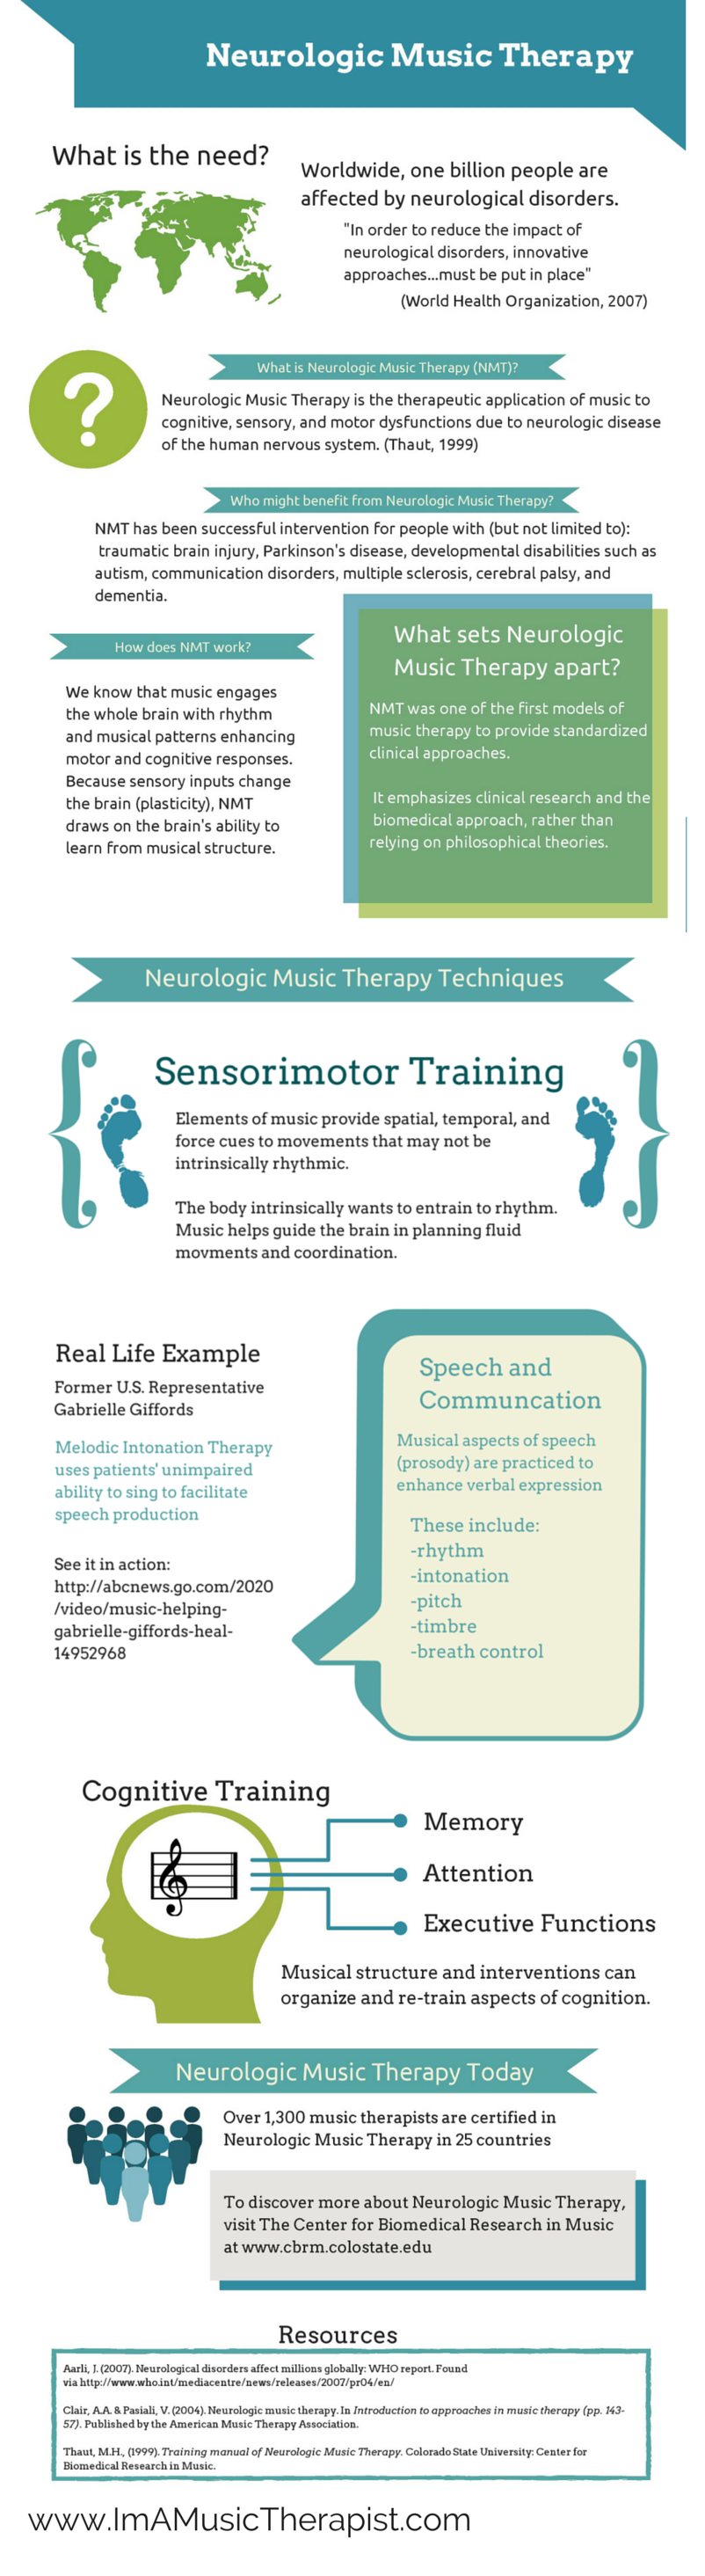 Neurologic Music Therapy
What is the need?
Worldwide, one billion people are
affected by neurological disorders.
"In order to reduce the impact of
neurological disorders, innovative
approaches...must be put in place"
(World Health Organization, 2007)
What is Neurologic Music Therapy (NMT)?
?
Neurologic Music Therapy is the therapeutic application of music to
cognitive, sensory, and motor dysfunctions due to neurologic disease
of the human nervous system. (Thaut, 1999)
Who might benefit from Neurologic Music Therapy?
NMT has been successful intervention for people with (but not limited to):
traumatic brain injury, Parkinson's disease, developmental disabilities such as
autism, communication disorders, multiple sclerosis, cerebral palsy, and
dementia.
How does NMT work?
We know that music engages
the whole brain with rhythm
and musical patterns enhancing
motor and cognitive responses.
Because sensory inputs change
the brain (plasticity), NMT
draws on the brain's ability to
learn from musical structure.
What sets Neurologic
Music Therapy apart?
NMT was one of the first models of
music therapy to provide standardized
clinical approaches.
It emphasizes clinical research and the
biomedical approach, rather than
relying on philosophical theories.
Neurologic Music Therapy Techniques
Sensorimotor Training
Elements of music provide spatial, temporal, and
force cues to movements that may not be
intrinsically rhythmic.
The body intrinsically wants to entrain to rhythm.
Music helps guide the brain in planning fluid
movments and coordination.
Real Life Example
Former U.S. Representative
Gabrielle Giffords
Melodic Intonation Therapy
uses patients' unimpaired
ability to sing to facilitate
speech production
See it in action:
http://abcnews.go.com/2020
/video/music-helping-
gabrielle-giffords-heal-
14952968
Speech and
Communcation
Musical aspects of speech
(prosody) are practiced to
enhance verbal expression
These include:
-rhythm
-intonation
-pitch
-timbre
-breath control
Cognitive Training
Memory
Attention
Executive Functions
Musical structure and interventions can
organize and re-train aspects of cognition.
Neurologic Music Therapy Today
Over 1,300 music therapists are certified in
Neurologic Music Therapy in 25 countries
To discover more about Neurologic Music Therapy,
visit The Center for Biomedical Research in Music
at www.cbrm.colostate.edu
Resources
Aarli, J. (2007). Neurological disorders affect millions globally: WHO report. Found
via http://www.who.int/mediacentre/news/releases/2007/pr04/en/
Clair, A.A. & Pasiali, V. (2004). Neurologic music therapy. In Introduction to approaches in music therapy (pp. 143-
57). Published by the American Music Therapy Association.
Thaut, M.H., (1999). Training manual of Neurologic Music Therapy. Colorado State University: Center for
Biomedical Research in Music.
www.ImAMusicTherapist.com